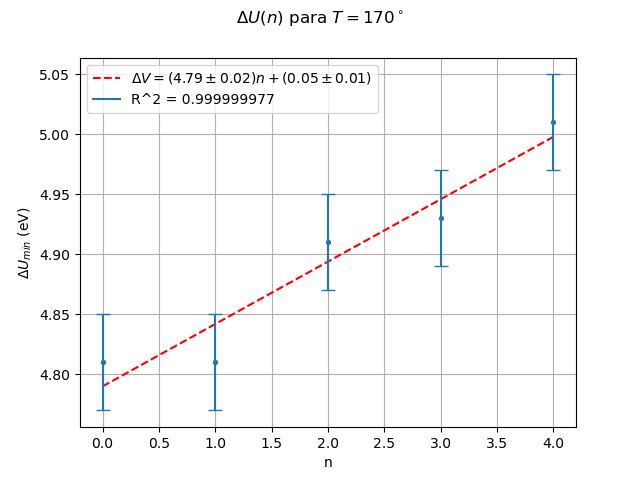 ΔU(n) para T = 170°
ΔV = (4.79 ± 0.02)n + (0.05 ± 0.01)
R^2 = 0.999999977
5.05
5.00
4.95
4.90
4.85
4.80
ΔU_min (eV)
0.0 0.5 1.0 1.5 2.0 2.5 3.0 3.5 4.0
n